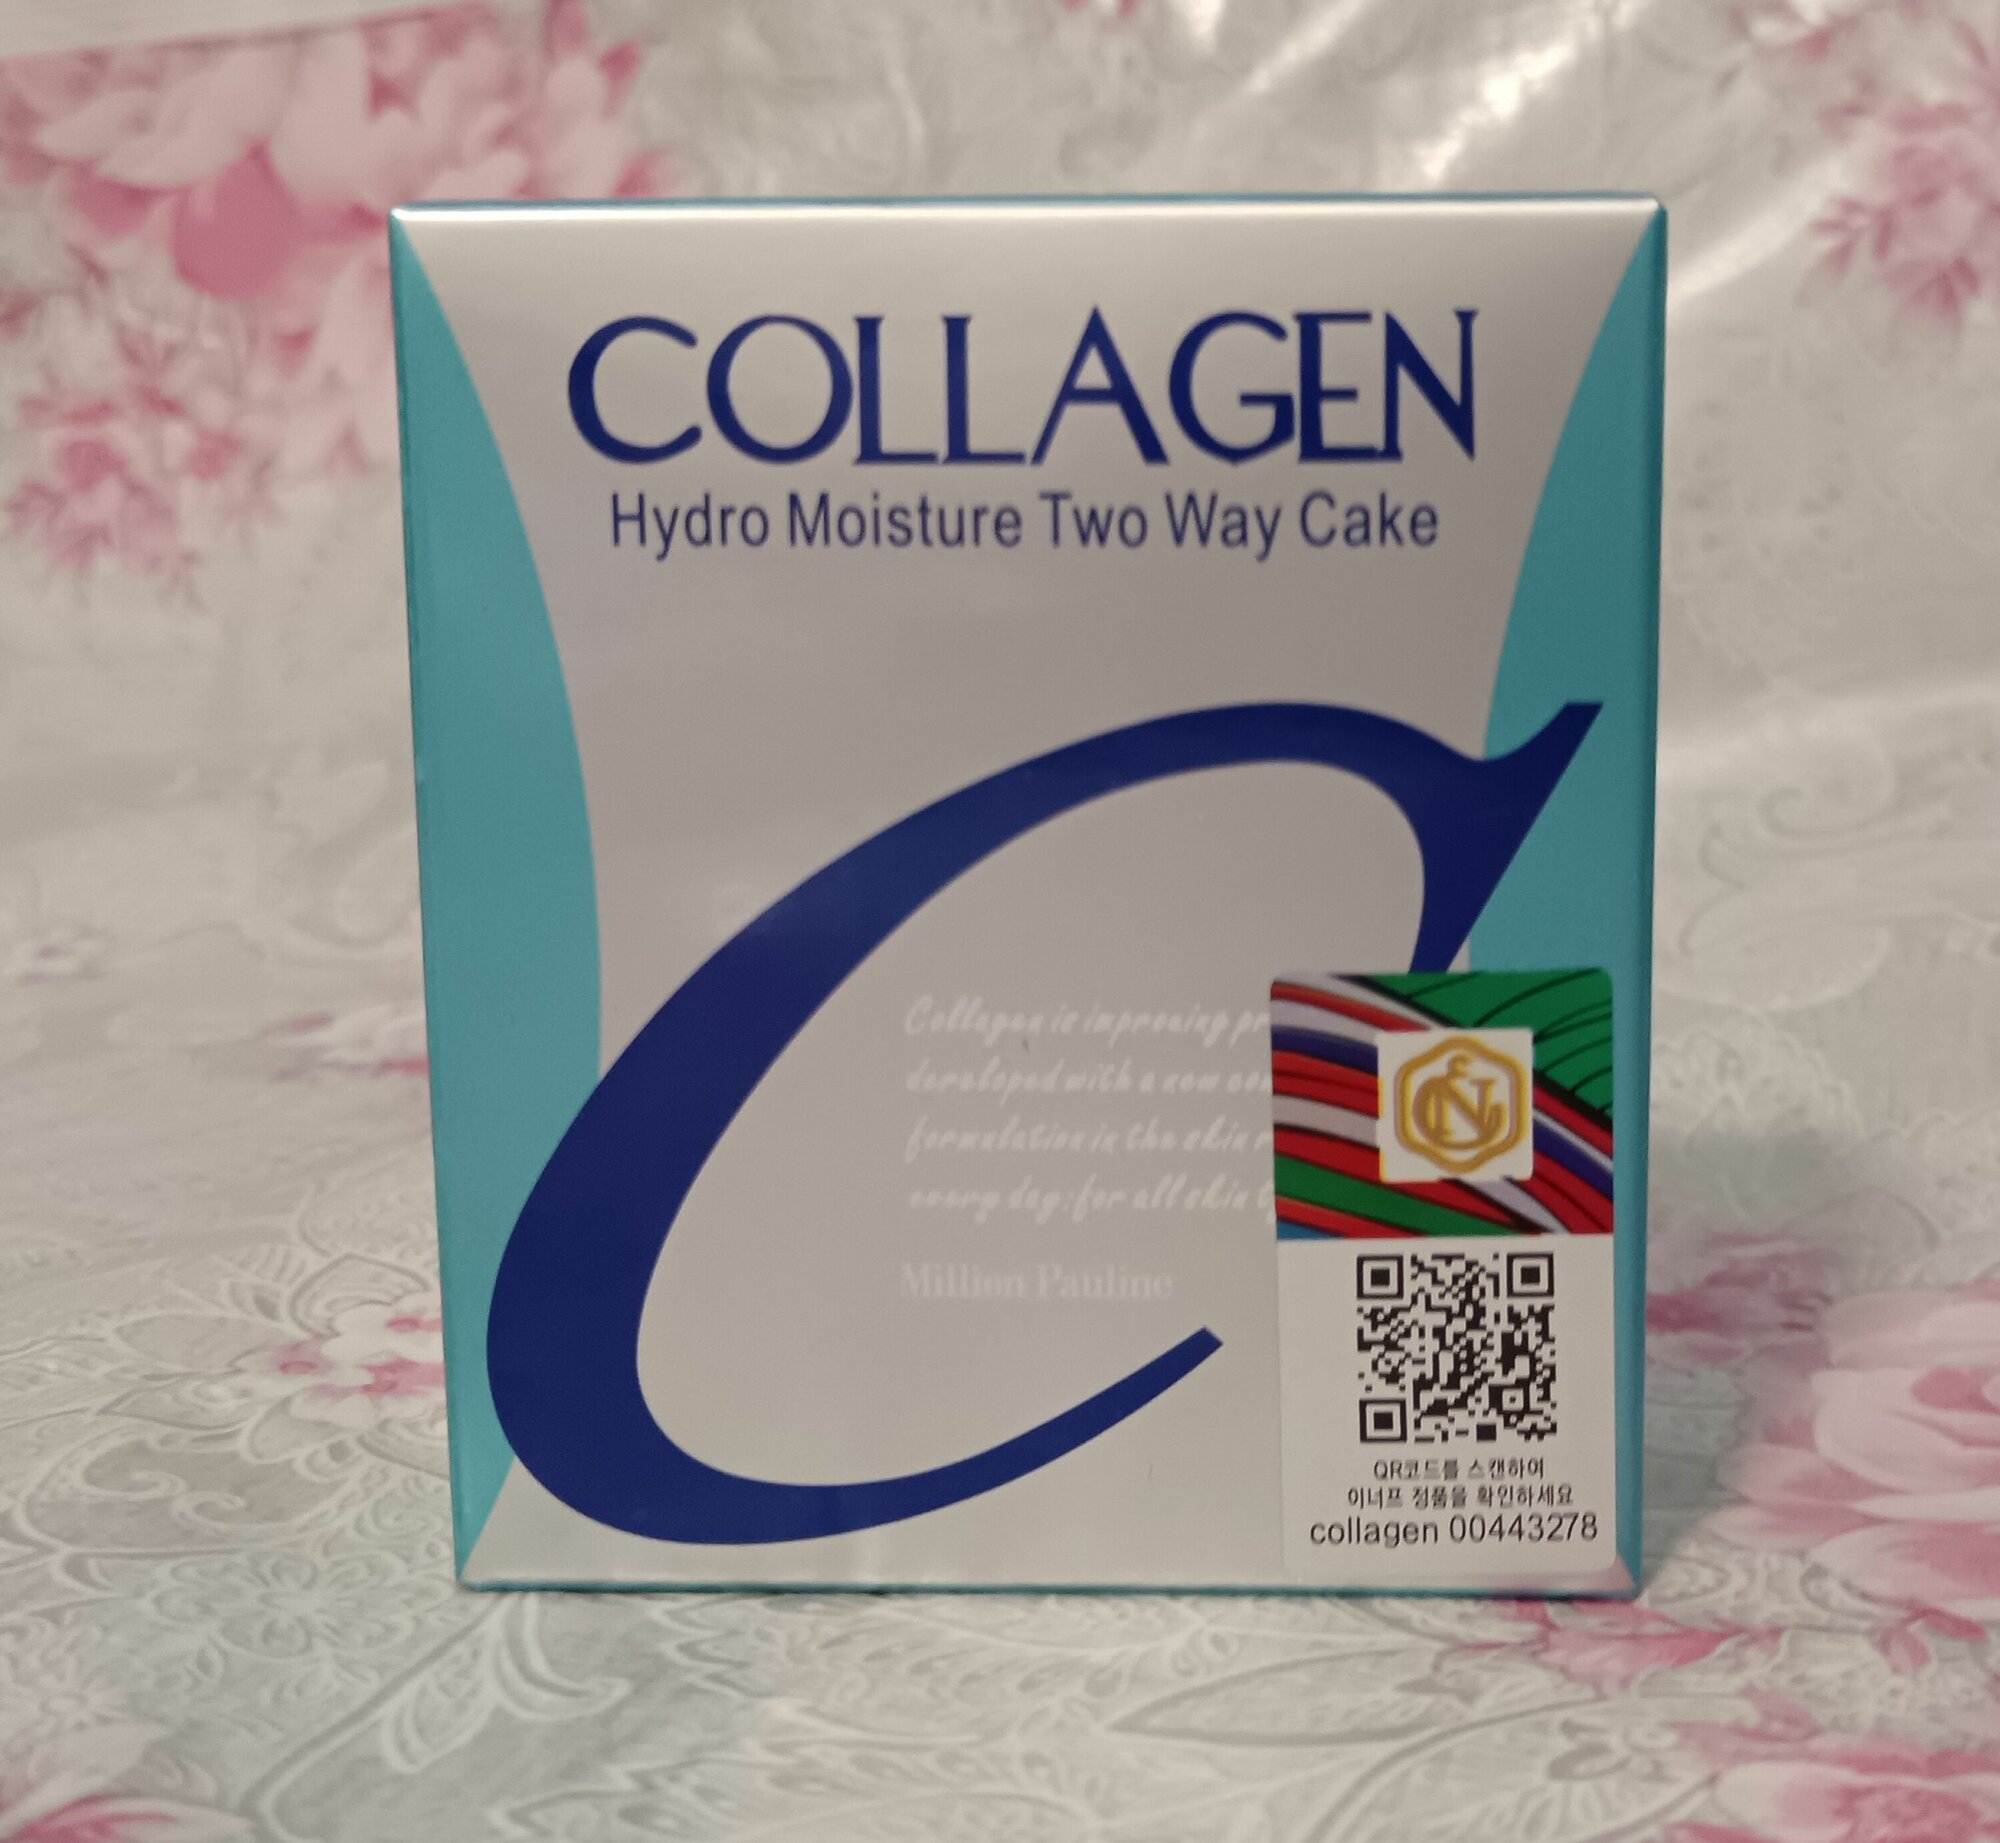 COLLAGEN
Hydro Moisture Two Way Cake
C
Collagen is improving
developed with a new
formulation in the skin
every day:for all skin
Million Pauline
QR코드를 스캔하여
이너프 정품을 확인하세요
collagen 00443278